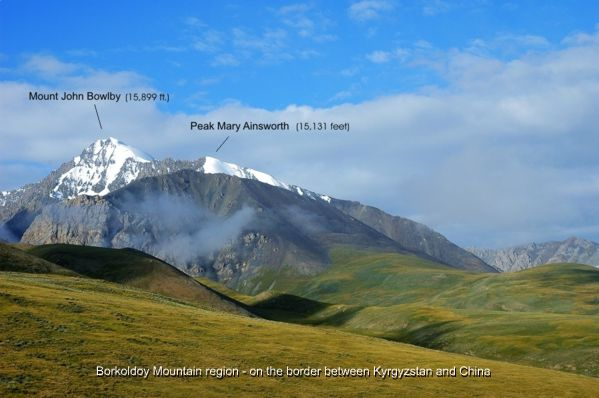 Mount John Bowlby (15,899 ft.)
Peak Mary Ainsworth (15,131 feet)
Borkoldoy Mountain region - on the border between Kyrgyzstan and China